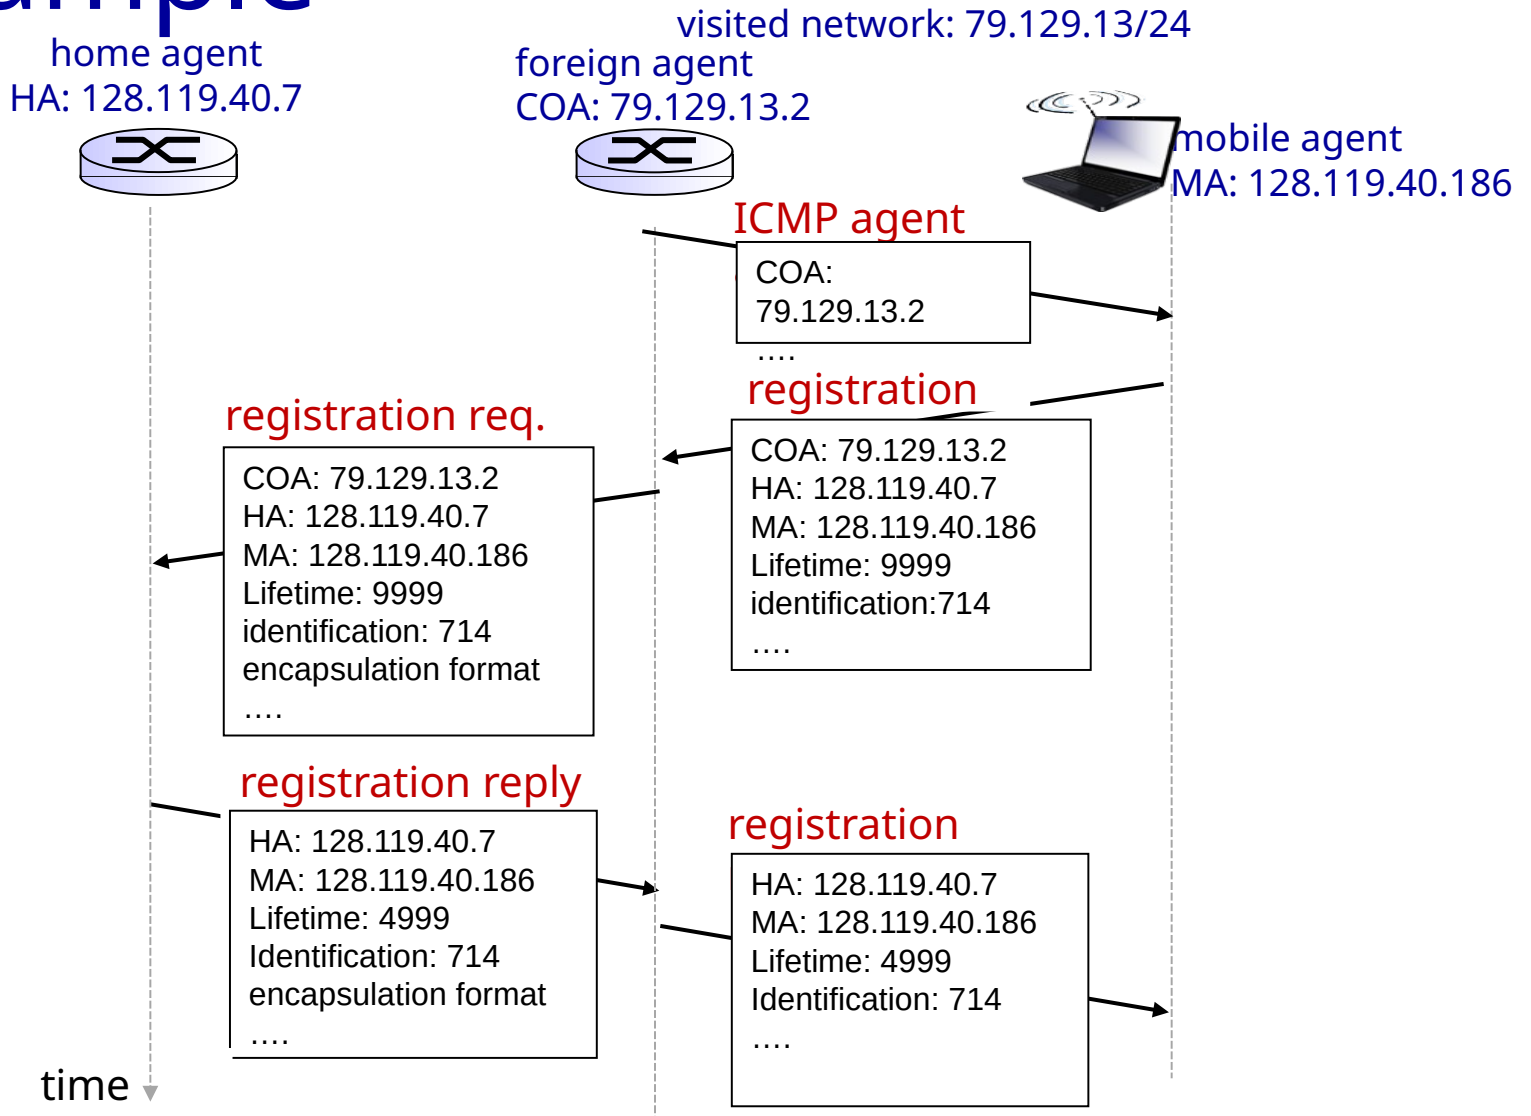 visited network: 79.129.13/24
home agent
HA: 128.119.40.7
foreign agent
COA: 79.129.13.2
mobile agent
MA: 128.119.40.186
ICMP agent
COA:
79.129.13.2
….
registration
COA: 79.129.13.2
HA: 128.119.40.7
MA: 128.119.40.186
Lifetime: 9999
identification:714
….
registration req.
COA: 79.129.13.2
HA: 128.119.40.7
MA: 128.119.40.186
Lifetime: 9999
identification: 714
encapsulation format
….
registration reply
HA: 128.119.40.7
MA: 128.119.40.186
Lifetime: 4999
Identification: 714
encapsulation format
….
registration
HA: 128.119.40.7
MA: 128.119.40.186
Lifetime: 4999
Identification: 714
….
time